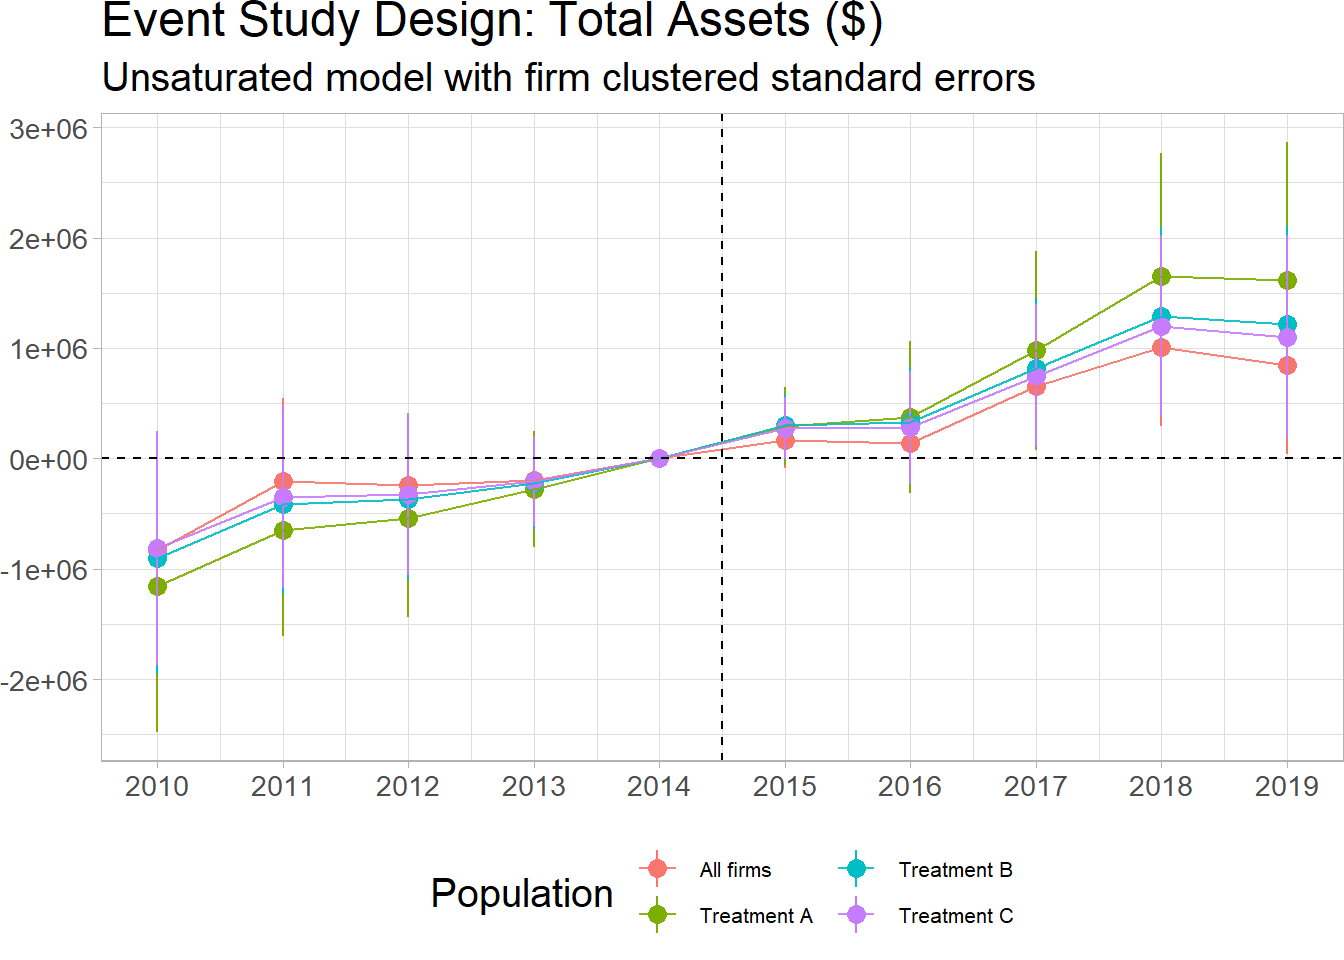 Event Study Design: Total Assets ($)
Unsaturated model with firm clustered standard errors
3e+06
2e+06
1e+06
0e+00
-1e+06
-2e+06
2010 2011 2012 2013 2014 2015 2016 2017 2018 2019
Population
All firms
Treatment A
Treatment B
Treatment C